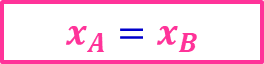 x_A = x_B